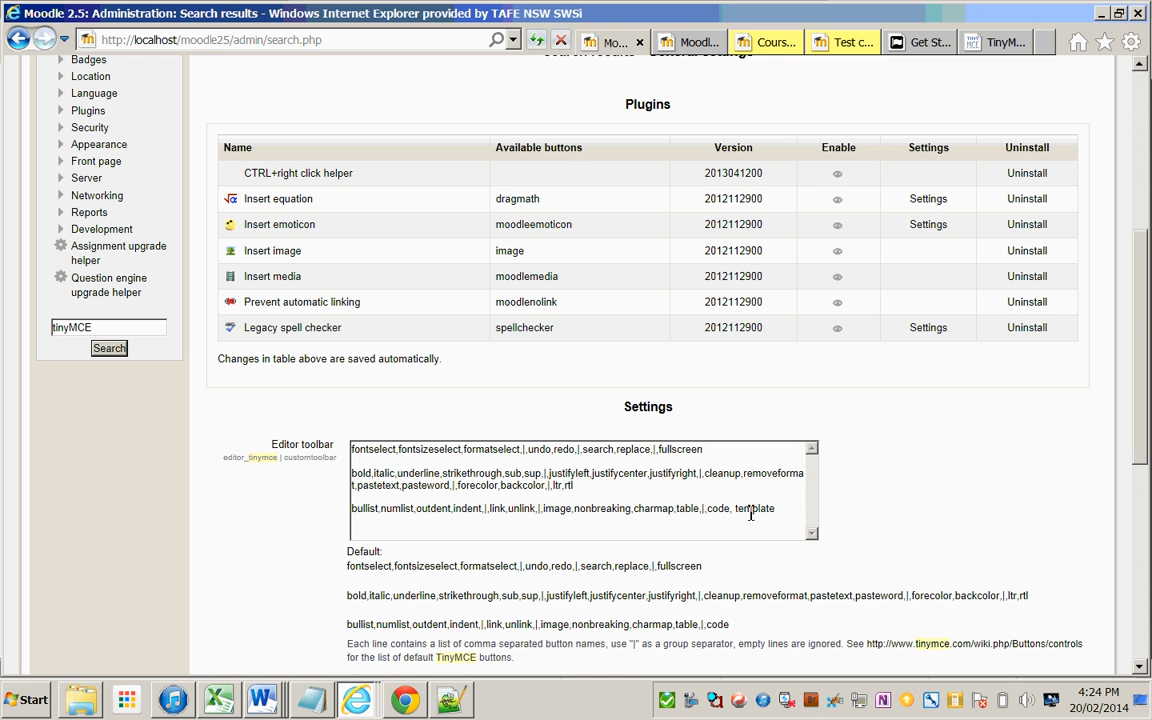 Moodle 2.5: Administration: Search results - Windows Internet Explorer provided by TAFE NSW SWSi
http://localhost/moodle25/admin/search.php
Mo...
Moodl...
Cours...
Test c...
Get St...
TinyM...
Badges
Location
Language
Plugins
Security
Appearance
Front page
Server
Networking
Reports
Development
Assignment upgrade
helper
Question engine
upgrade helper
tinyMCE
Search
Plugins
Name Available buttons Version Enable Settings Uninstall
CTRL+right click helper 2013041200 Uninstall
Insert equation dragmath 2012112900 Settings Uninstall
Insert emoticon moodleemoticon 2012112900 Settings Uninstall
Insert image image 2012112900 Uninstall
Insert media moodlemedia 2012112900 Uninstall
Prevent automatic linking moodlenolink 2012112900 Uninstall
Legacy spell checker spellchecker 2012112900 Settings Uninstall
Changes in table above are saved automatically.
Settings
Editor toolbar
editor_tinymce | customtoolbar
fontselect,fontsizeselect,formatselect,|,undo,redo,|,search,replace,|,fullscreen
bold,italic,underline,strikethrough,sub,sup,|,justifyleft,justifycenter,justifyright,|,cleanup,removeforma
t,pastetext,pasteword,|,forecolor,backcolor,|,ltr,rtl
bullist,numlist,outdent,indent,|,link,unlink,|,image,nonbreaking,charmap,table,|,code, template
Default:
fontselect,fontsizeselect,formatselect,|,undo,redo,|,search,replace,|,fullscreen
bold,italic,underline,strikethrough,sub,sup,|,justifyleft,justifycenter,justifyright,|,cleanup,removeformat,pastetext,pasteword,|,forecolor,backcolor,|,ltr,rtl
bullist,numlist,outdent,indent,|,link,unlink,|,image,nonbreaking,charmap,table,|,code
Each line contains a list of comma separated button names, use "|" as a group separator, empty lines are ignored. See http://www.tinymce.com/wiki.php/Buttons/controls
for the list of default TinyMCE buttons.
Start
4:24 PM
20/02/2014